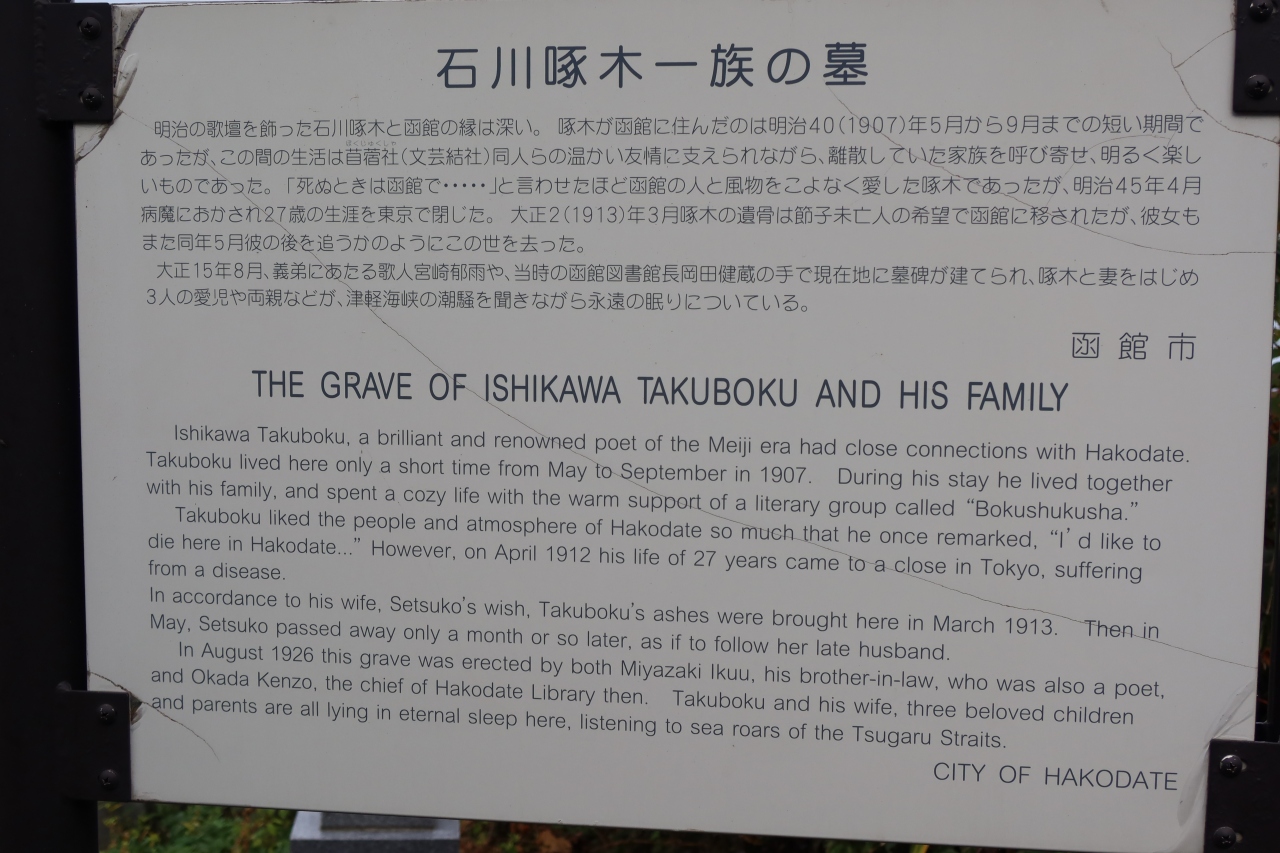 石川啄木一族の墓
明治の歌壇を飾った石川啄木と函館の縁は深い。 啄木が函館に住んだのは明治40(1907)年5月から9月までの短い期間で
あったが、この間の生活は苜蓿社(文芸結社)同人らの温かい友情に支えられながら、離散していた家族を呼び寄せ、明るく楽し
いものであった。「死ぬときは函館で・・・・・」と言わせたほど函館の人と風物をこよなく愛した啄木であったが、明治45年4月
病魔におかされ27歳の生涯を東京で閉じた。 大正2(1913)年3月啄木の遺骨は節子未亡人の希望で函館に移されたが、彼女も
また同年5月彼の後を追うかのようにこの世を去った。
大正15年8月、義弟にあたる歌人宮崎郁雨や、当時の函館図書館長岡田健蔵の手で現在地に墓碑が建てられ、啄木と妻をはじめ
3人の愛児や両親などが、津軽海峡の潮騒を聞きながら永遠の眠りについている。
函館市
THE GRAVE OF ISHIKAWA TAKUBOKU AND HIS FAMILY
Ishikawa Takuboku, a brilliant and renowned poet of the Meiji era had close connections with Hakodate.
Takuboku lived here only a short time from May to September in 1907. During his stay he lived together
with his family, and spent a cozy life with the warm support of a literary group called “Bokushukusha.”
Takuboku liked the people and atmosphere of Hakodate so much that he once remarked, “I’d like to
die here in Hakodate...” However, on April 1912 his life of 27 years came to a close in Tokyo, suffering
from a disease.
In accordance to his wife, Setsuko’s wish, Takuboku’s ashes were brought here in March 1913. Then in
May, Setsuko passed away only a month or so later, as if to follow her late husband.
In August 1926 this grave was erected by both Miyazaki Ikuu, his brother-in-law, who was also a poet,
and Okada Kenzo, the chief of Hakodate Library then. Takuboku and his wife, three beloved children
and parents are all lying in eternal sleep here, listening to sea roars of the Tsugaru Straits.
CITY OF HAKODATE